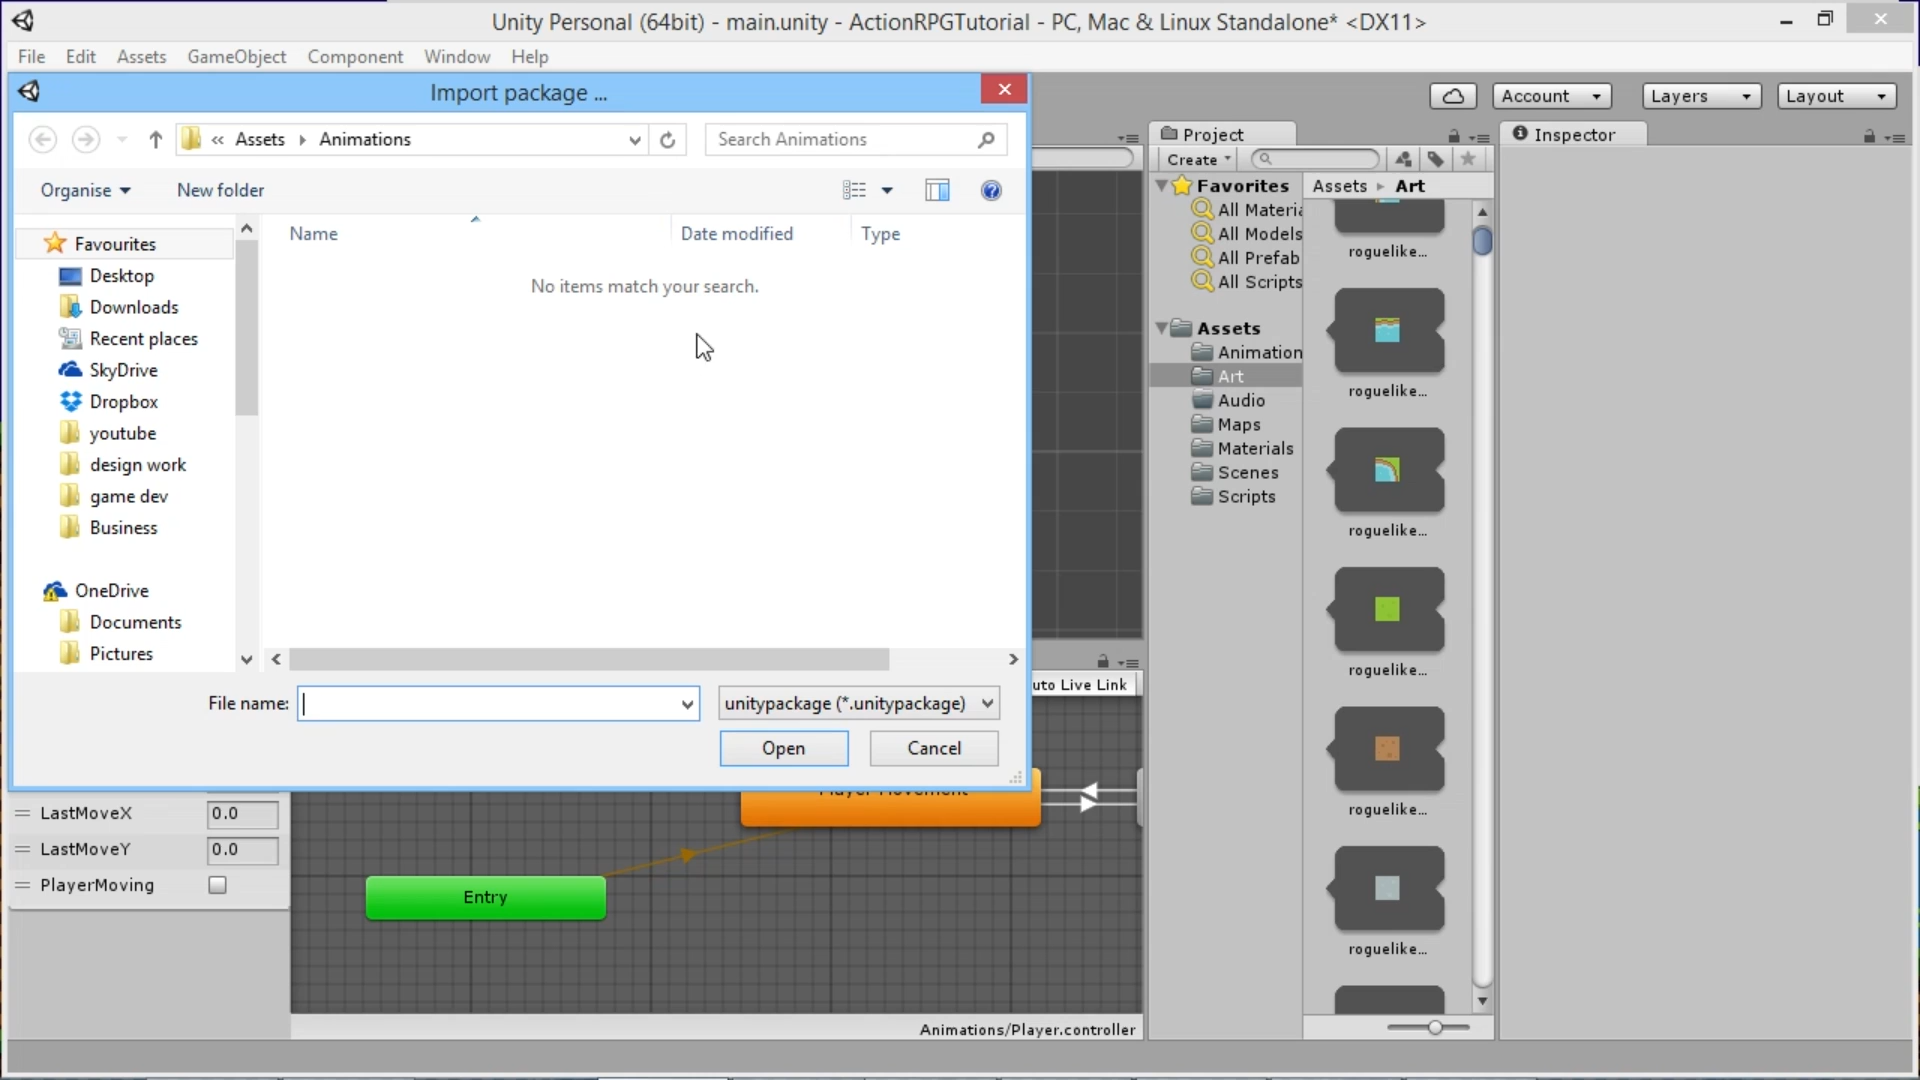 Unity Personal (64bit) - main.unity - ActionRPGTutorial - PC, Mac & Linux Standalone* <DX11>
File Edit Assets GameObject Component Window Help
Import package ...
Account Layers Layout
« Assets Animations
Search Animations
Organise New folder
Name Date modified Type
No items match your search.
Favourites
Desktop
Downloads
Recent places
SkyDrive
Dropbox
youtube
design work
game dev
Business
OneDrive
Documents
Pictures
File name:
unitypackage (*.unitypackage)
Open Cancel
Project
Create
Favorites
All Materia
All Models
All Prefab
All Scripts
Assets
Animation
Art
Audio
Maps
Materials
Scenes
Scripts
Assets Art
roguelike...
roguelike...
roguelike...
roguelike...
roguelike...
roguelike...
Inspector
uto Live Link
LastMoveX 0.0
LastMoveY 0.0
PlayerMoving
Entry
Animations/Player.controller